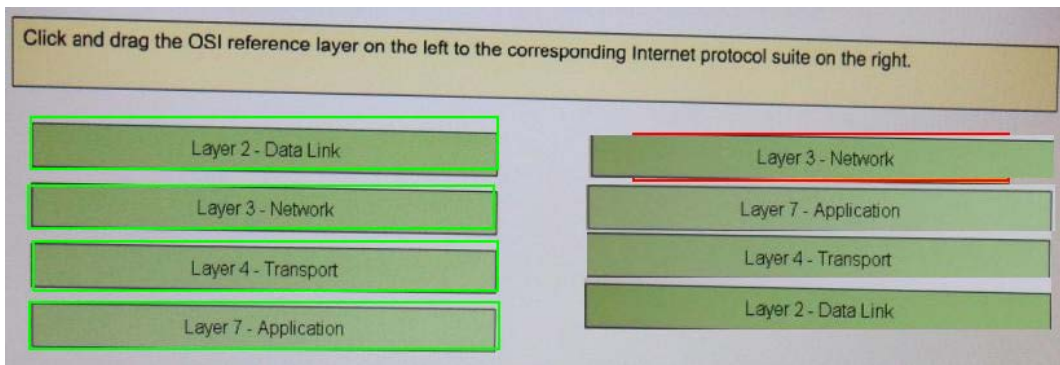 Click and drag the OSI reference layer on the left to the corresponding Internet protocol suite on the right.
Layer 2 - Data Link
Layer 3 - Network
Layer 4 - Transport
Layer 7 - Application
Layer 3 - Network
Layer 7 - Application
Layer 4 - Transport
Layer 2 - Data Link